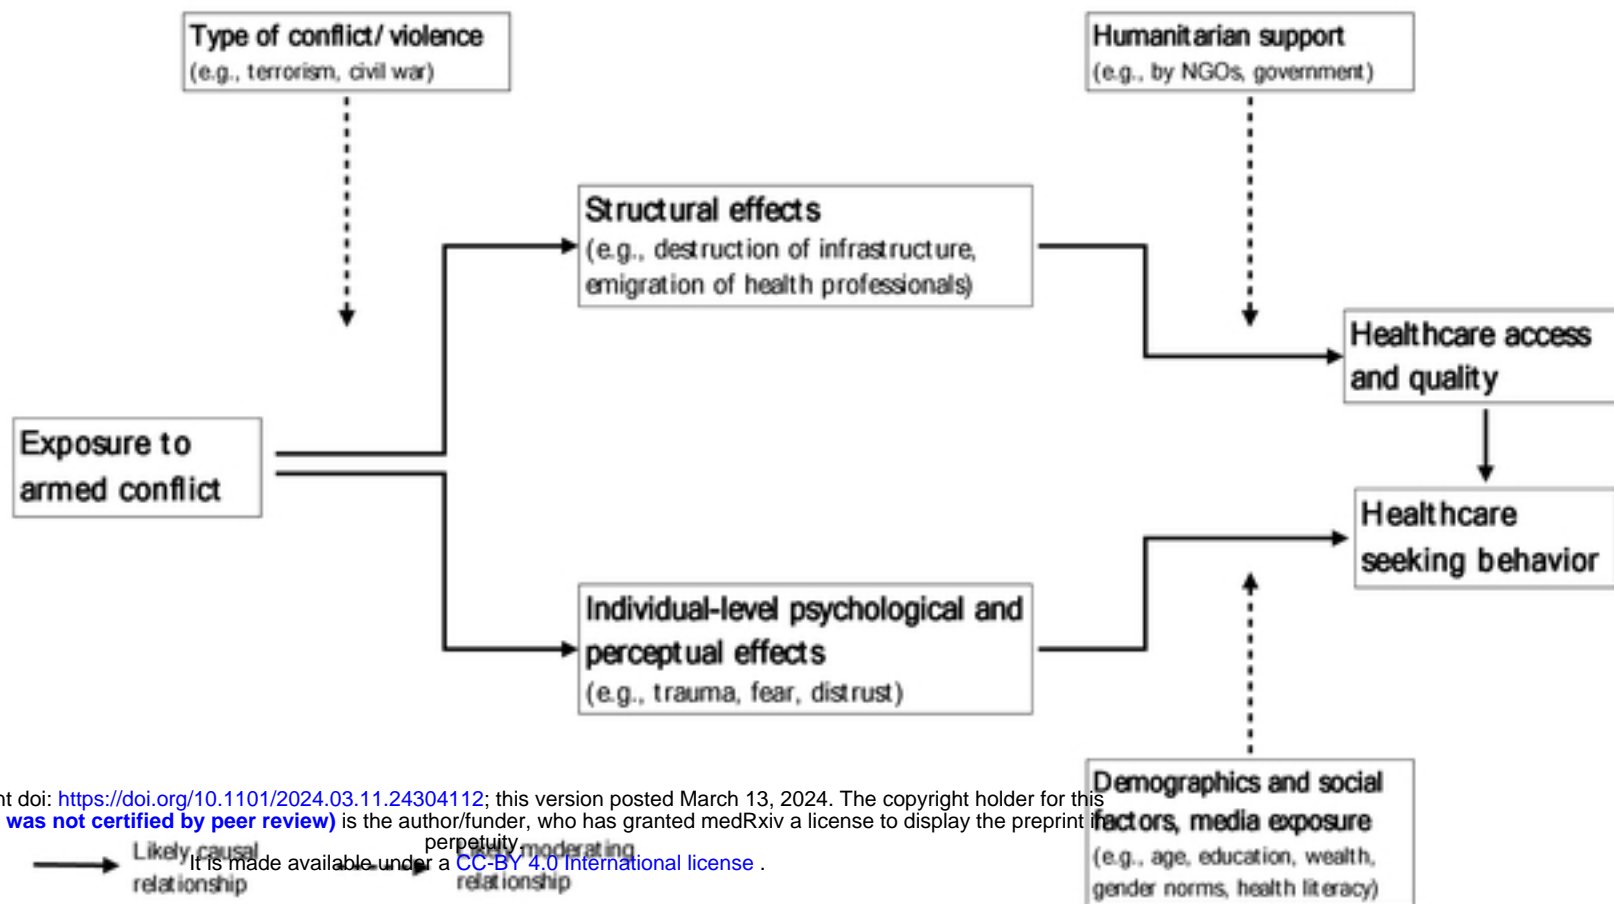 Type of conflict/violence
(e.g., terrorism, civil war)
Humanitarian support
(e.g., by NGOs, government)
Structural effects
(e.g., destruction of infrastructure,
emigration of health professionals)
Healthcare access
and quality
Exposure to
armed conflict
Healthcare
seeking behavior
Individual-level psychological and
perceptual effects
(e.g., trauma, fear, distrust)
Demographics and social
factors, media exposure
(e.g., age, education, wealth,
gender norms, health literacy)
nt doi: https://doi.org/10.1101/2024.03.11.24304112; this version posted March 13, 2024. The copyright holder for this
was not certified by peer review) is the author/funder, who has granted medRxiv a license to display the preprint in
perpetuity.
It is made available under a CC-BY 4.0 International license .
Likely causal
relationship
Likely moderating
relationship